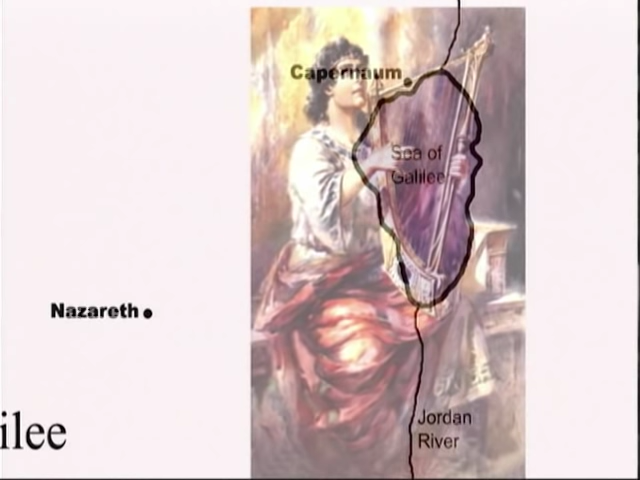 Capernaum
Sea of
Galilee
Nazareth
ilee
Jordan
River